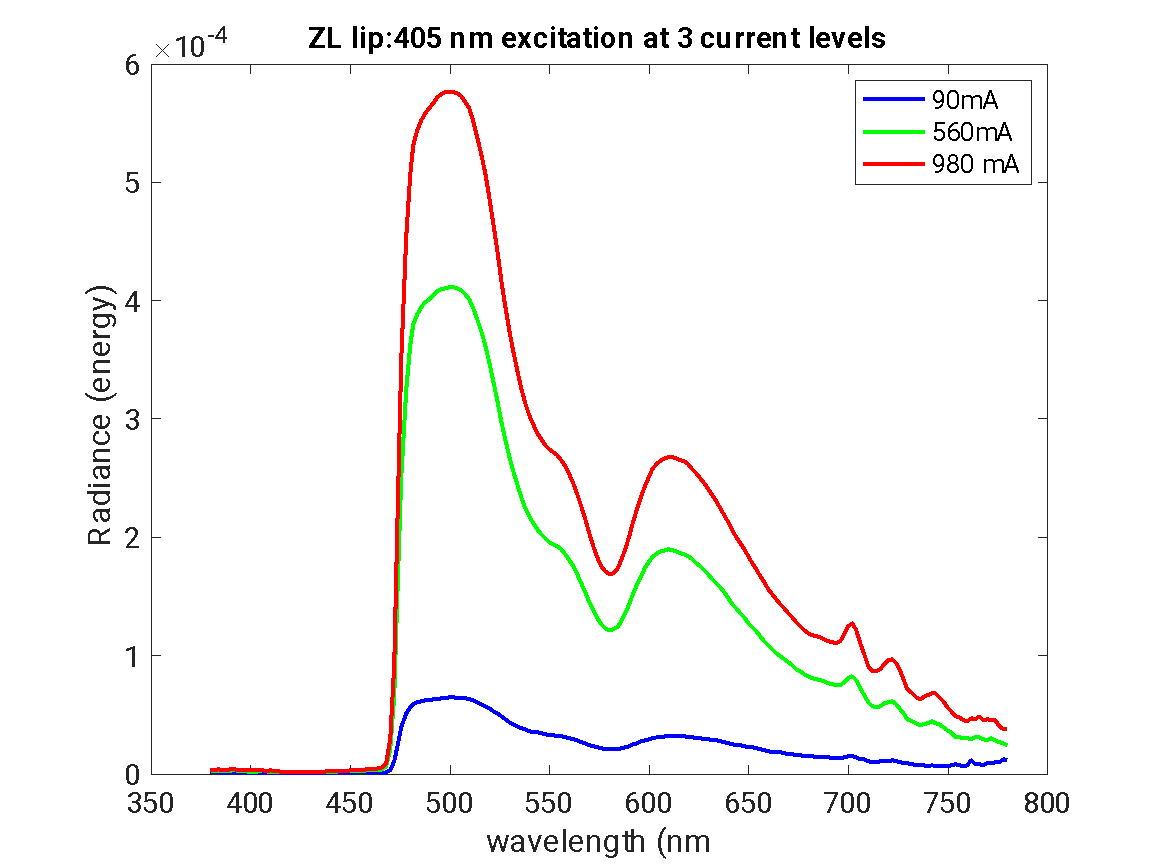 ZL lip:405 nm excitation at 3 current levels
×10-4
6
5
4
3
2
1
0
Radiance (energy)
350 400 450 500 550 600 650 700 750 800
wavelength (nm
90mA
560mA
980 mA